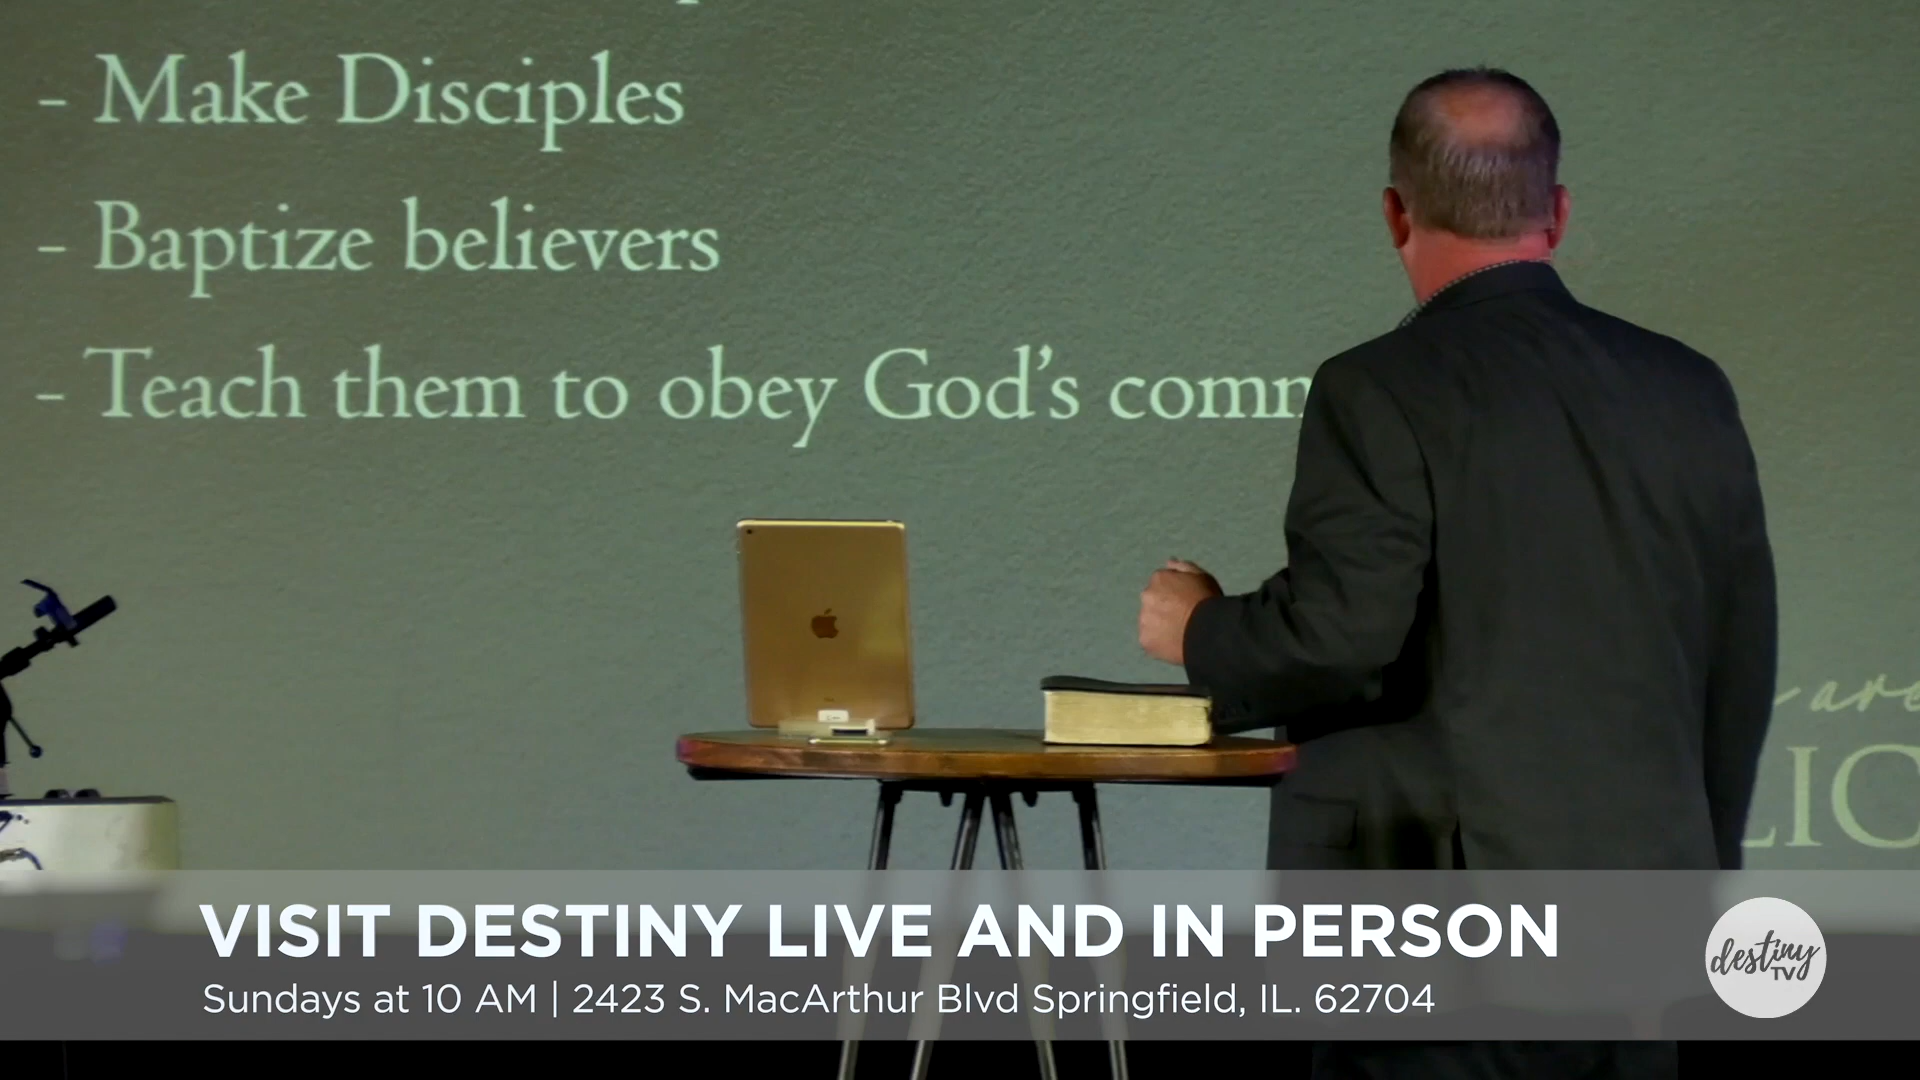 - Make Disciples
- Baptize believers
- Teach them to obey God's
are
VISIT DESTINY LIVE AND IN PERSON
Sundays at 10 AM | 2423 S. MacArthur Blvd Springfield, IL. 62704
destiny
TV